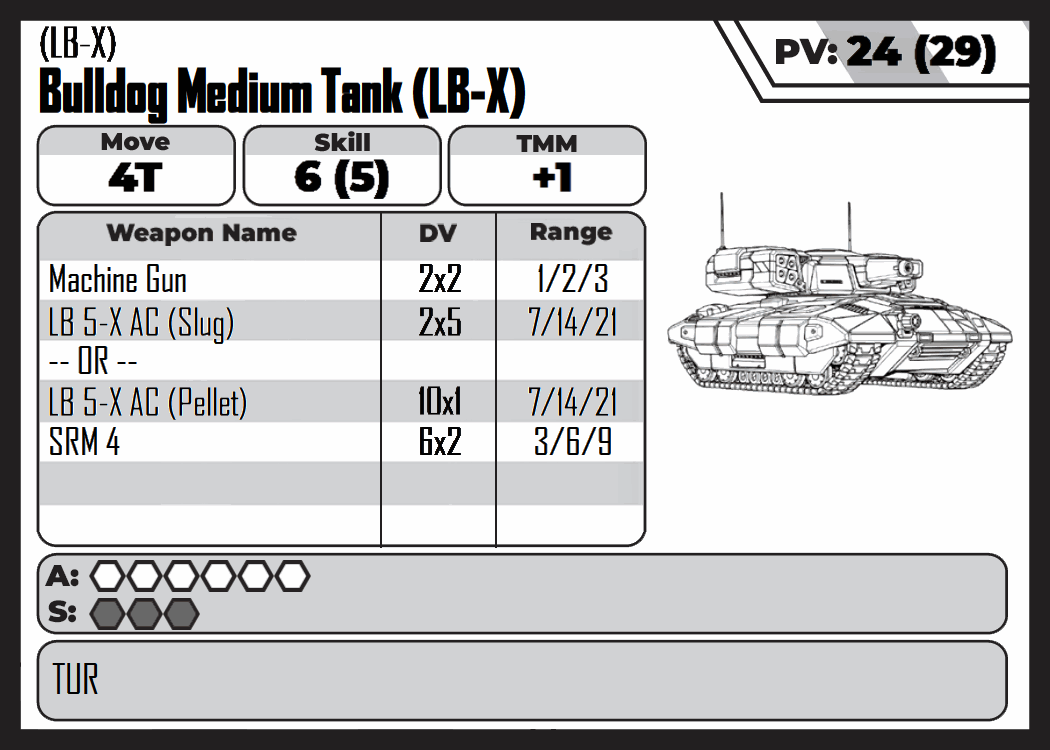 (LB-X)
Bulldog Medium Tank (LB-X)
PV: 24 (29)
Move
4T
Skill
6 (5)
TMM
+1
Weapon Name DV Range
Machine Gun 2x2 1/2/3
LB 5-X AC (Slug) 2x5 7/14/21
-- OR --
LB 5-X AC (Pellet) 10x1 7/14/21
SRM 4 6x2 3/6/9
A:
S:
TUR